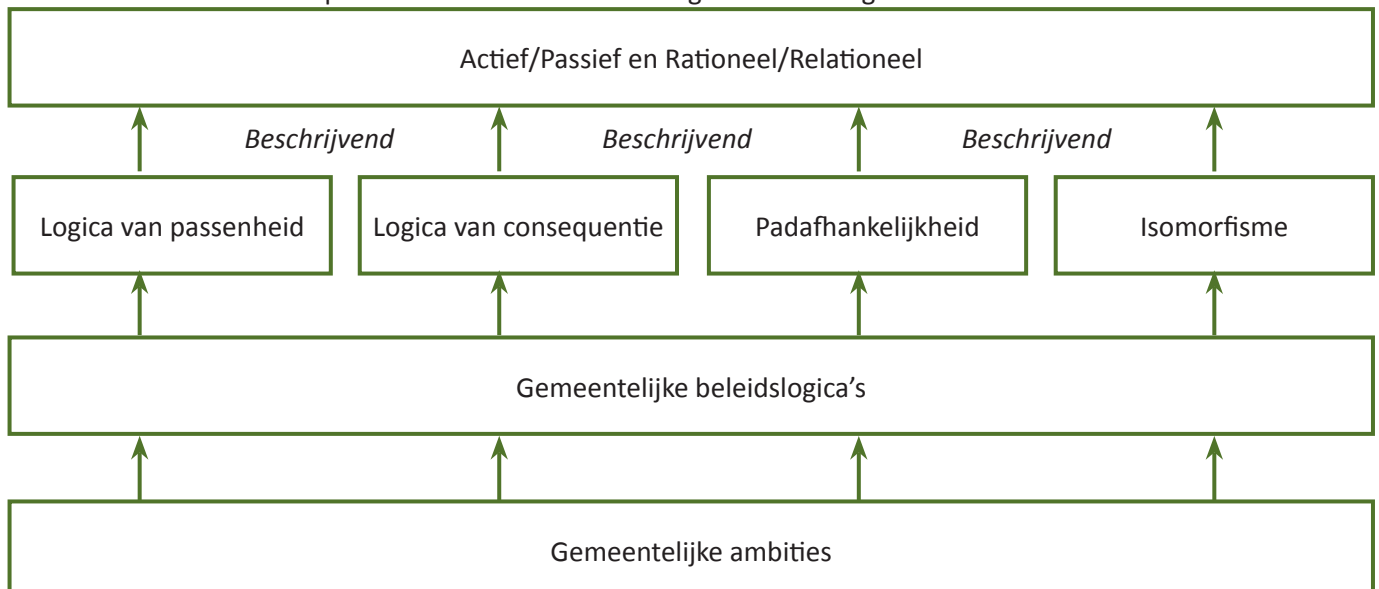 Actief/Passief en Rationeel/Relationeel
Beschrijvend Beschrijvend Beschrijvend
Logica van passenheid Logica van consequentie Padafhankelijkheid Isomorfisme
Gemeentelijke beleidslogica's
Gemeentelijke ambities